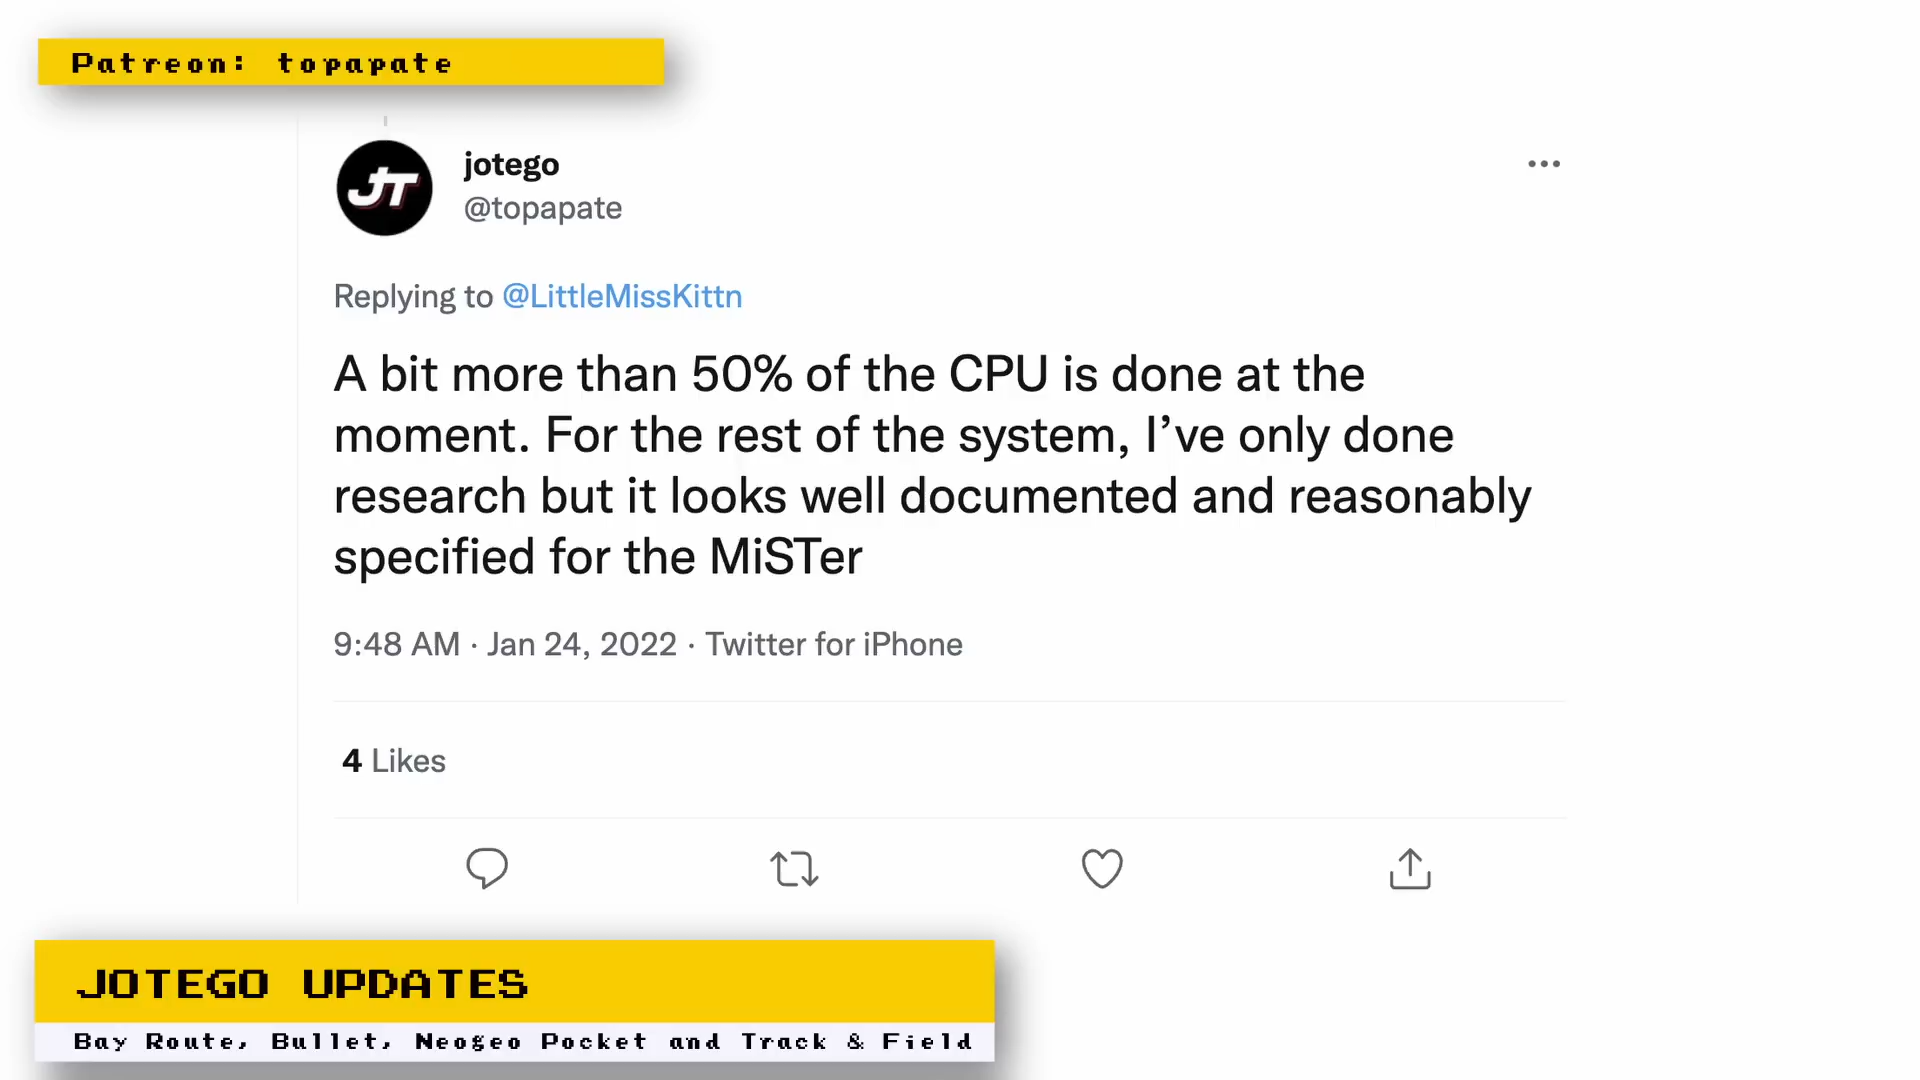 Patreon: topapate
JT
jotego
@topapate
Replying to @LittleMissKittn
A bit more than 50% of the CPU is done at the
moment. For the rest of the system, I’ve only done
research but it looks well documented and reasonably
specified for the MiSTer
9:48 AM · Jan 24, 2022 · Twitter for iPhone
4 Likes
JOTEGO UPDATES
Bay Route, Bullet, Neogeo Pocket and Track & Field